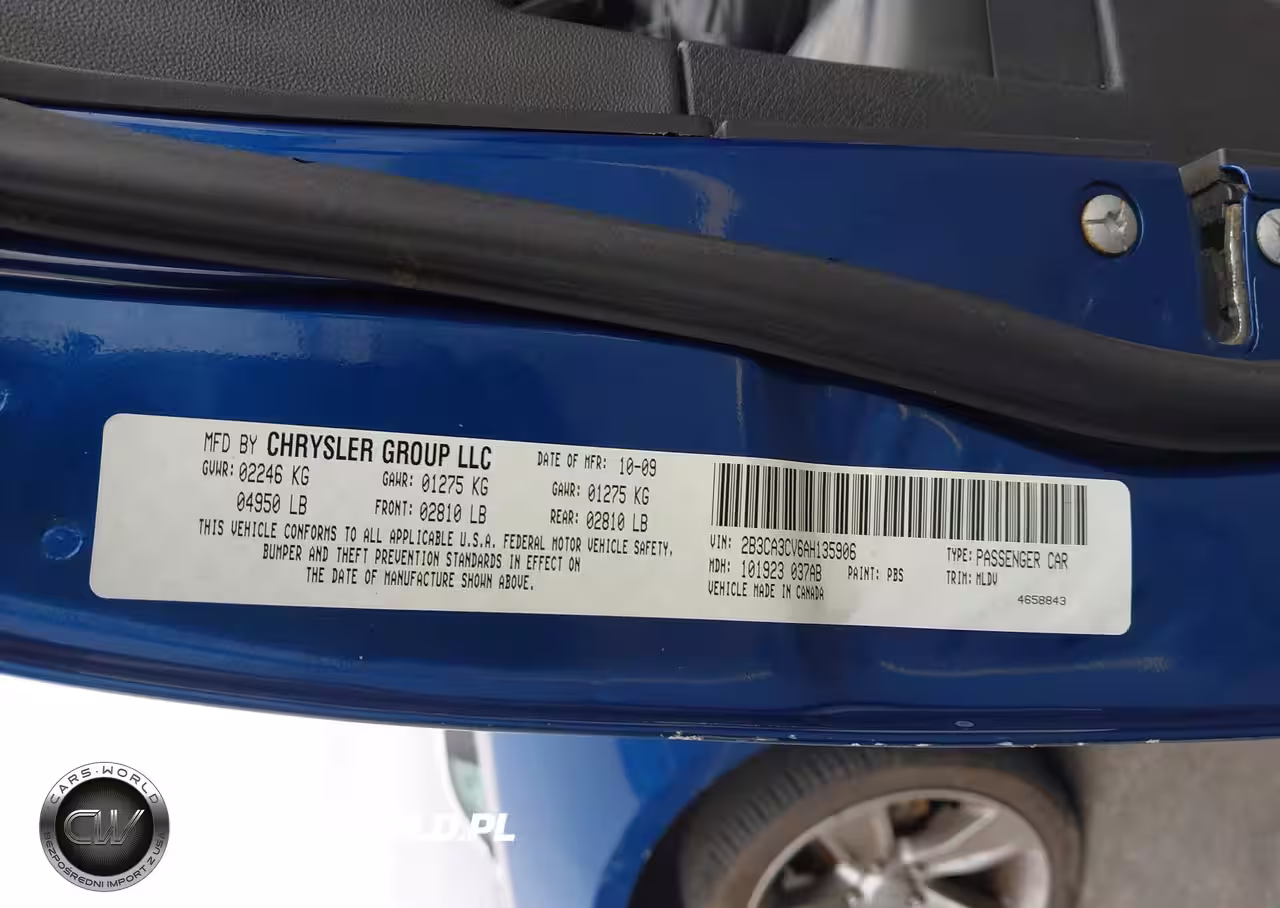 MFD BY CHRYSLER GROUP LLC DATE OF MFR: 10-09
GVWR: 02246 KG GAWR: 01275 KG GAWR: 01275 KG
04950 LB FRONT: 02810 LB REAR: 02810 LB
THIS VEHICLE CONFORMS TO ALL APPLICABLE U.S.A. FEDERAL MOTOR VEHICLE SAFETY,
BUMPER AND THEFT PREVENTION STANDARDS IN EFFECT ON
THE DATE OF MANUFACTURE SHOWN ABOVE.
VIN: 2B3CA3CV6AH135906 TYPE: PASSENGER CAR
MDH: 101923 037AB PAINT: PBS TRIM: MLDV
VEHICLE MADE IN CANADA 4658843
CARS-WORLD
CW
BEZPOŚREDNI IMPORT Z USA
LD.PL